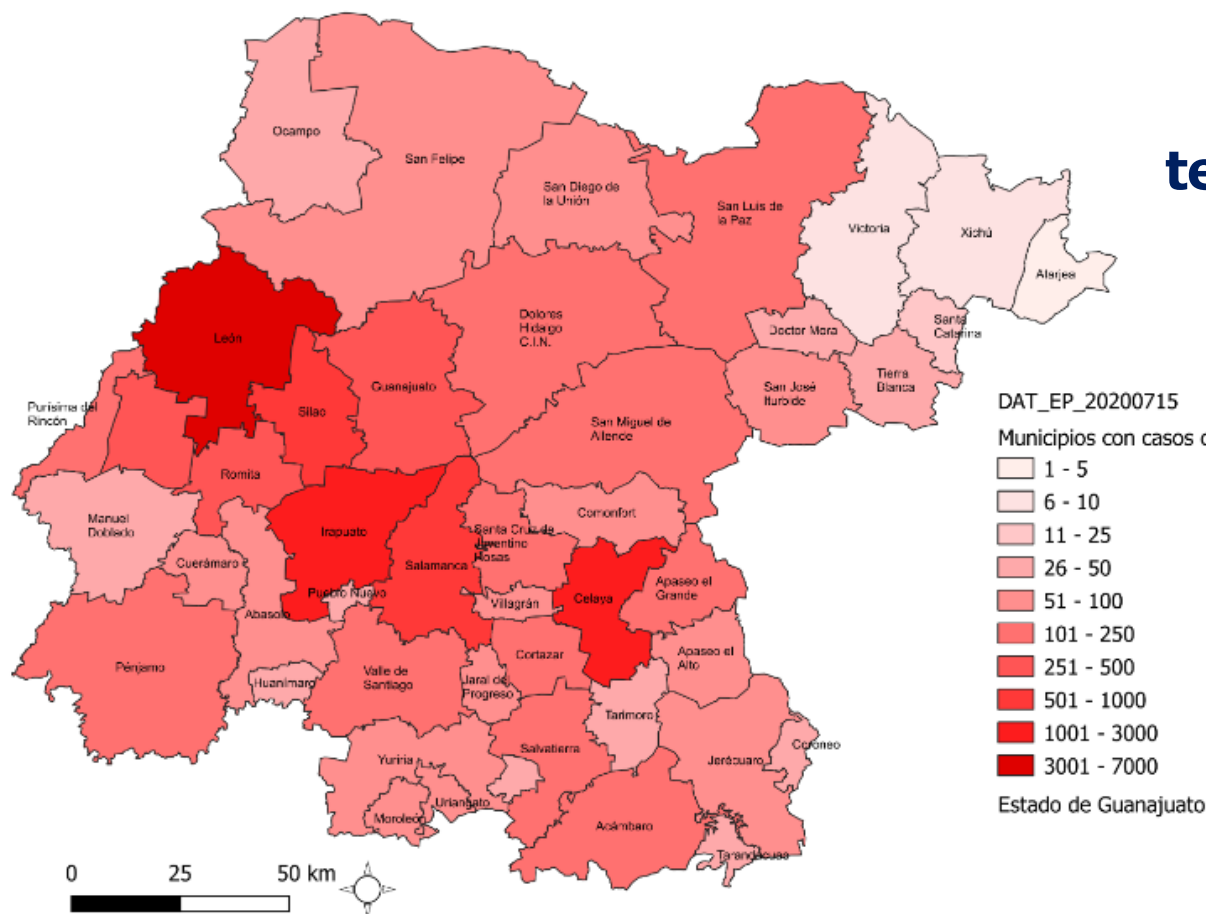 Ocampo
San Felipe
San Diego de
la Unión
San Luis de
la Paz
Victoria
Xichú
Atarjea
te
León
Dolores
Hidalgo
C.I.N.
Doctor Mora
Santa
Catarina
Tierra
Blanca
San José
Iturbide
Guanajuato
Silao
Purísima del
Rincón
San Miguel de
Allende
Romita
Manuel
Doblado
Irapuato
Comonfort
Santa Cruz de
Juventino
Rosas
Cuerámaro
Salamanca
Pueblo Nuevo
Villagrán
Celaya
Apaseo el
Grande
Abasolo
Pénjamo
Cortazar
Apaseo el
Alto
Huanímaro
Valle de
Santiago
Jaral de
Progreso
Tarimoro
Coroneo
Jerécuaro
Salvatierra
Yuriria
Uriangato
Moroleón
Acámbaro
Tarandacuao
DAT_EP_20200715
Municipios con casos
1 - 5
6 - 10
11 - 25
26 - 50
51 - 100
101 - 250
251 - 500
501 - 1000
1001 - 3000
3001 - 7000
Estado de Guanajuato
0 25 50 km